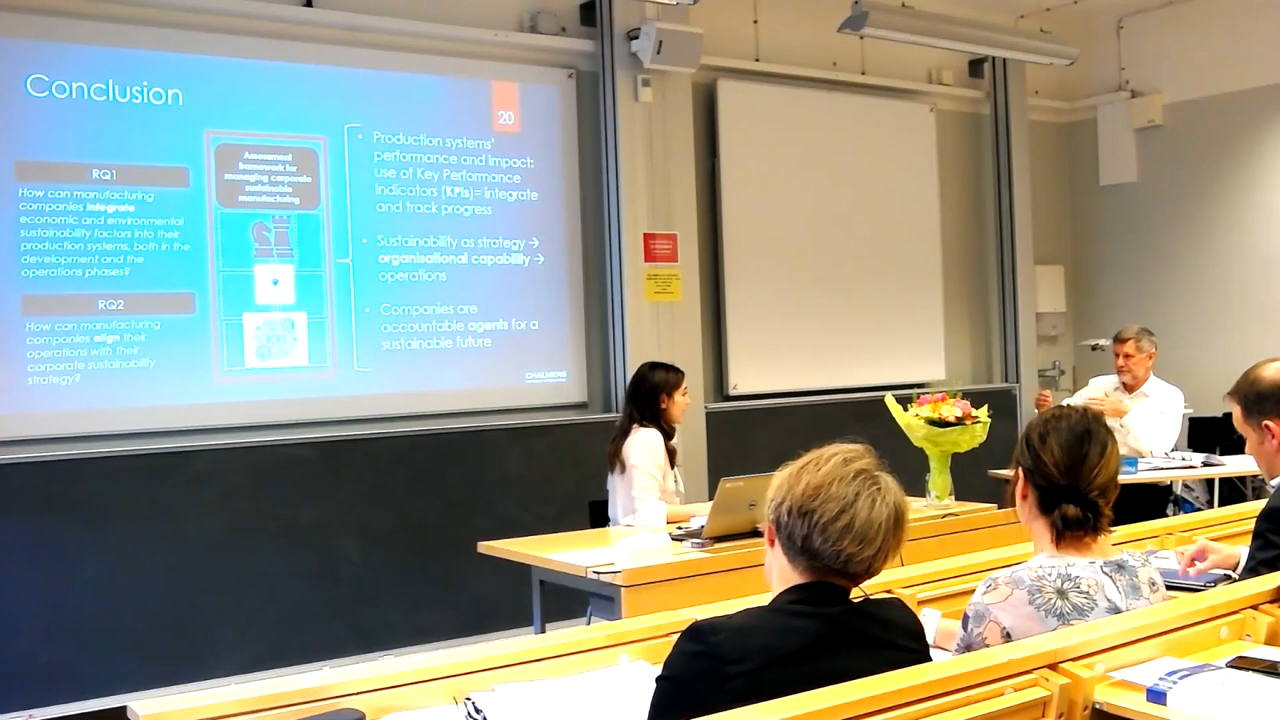 Conclusion
20
RQ1
How can manufacturing
companies integrate
economic and environmental
sustainability factors into their
production systems, both in the
development and the
operations phases?
RQ2
How can manufacturing
companies align their
operations with their
corporate sustainability
strategy?
Assessment
framework for
managing corporate
sustainable
manufacturing
KPI
• Production systems'
performance and impact:
use of Key Performance
Indicators (KPIs)= integrate
and track progress
• Sustainability as strategy →
organisational capability →
operations
• Companies are
accountable agents for a
sustainable future
CHALMERS
DELL